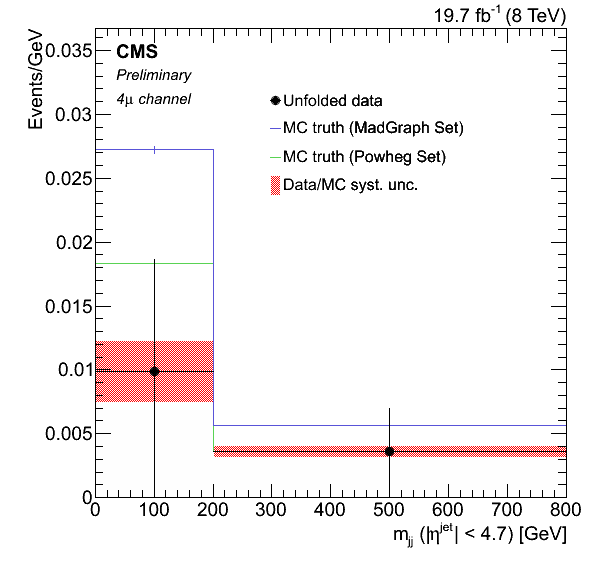 19.7 fb⁻¹ (8 TeV)
Events/GeV
CMS
Preliminary
4μ channel
Unfolded data
MC truth (MadGraph Set)
MC truth (Powheg Set)
Data/MC syst. unc.
0.035
0.03
0.025
0.02
0.015
0.01
0.005
0
0 100 200 300 400 500 600 700 800
m_jj (|η^jet| < 4.7) [GeV]